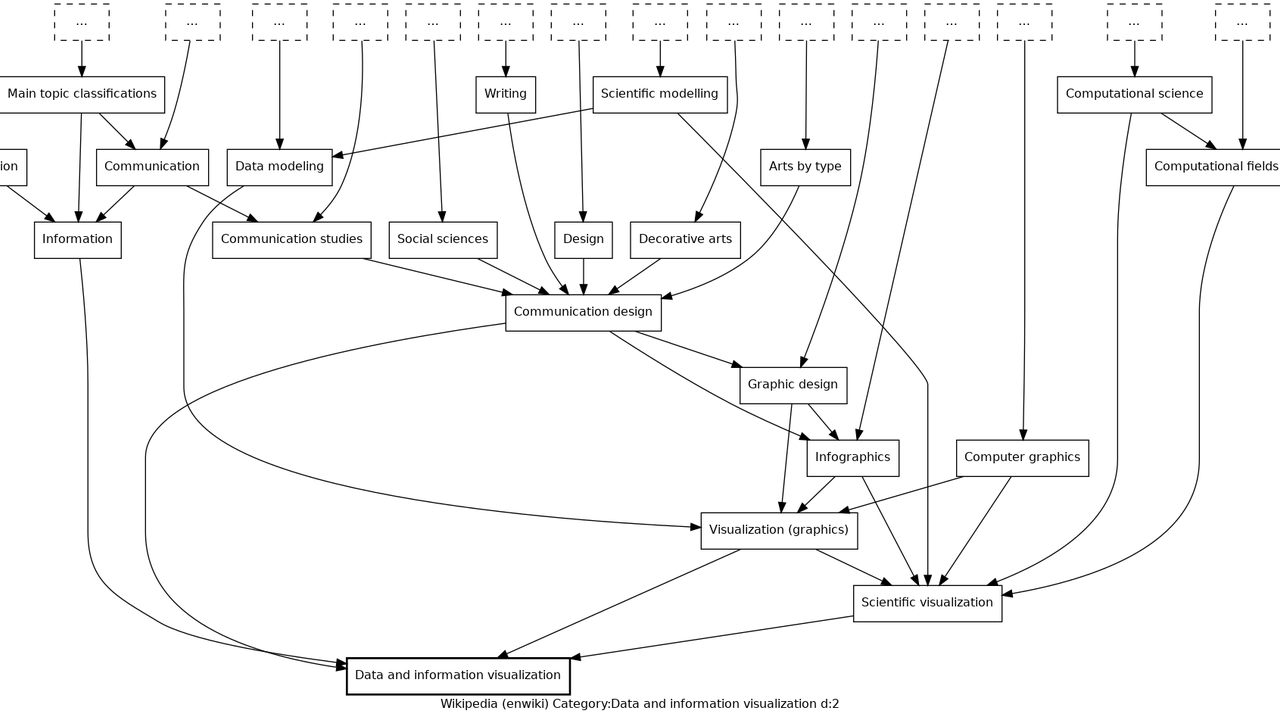 ... ... ... ... ... ... ... ... ... ... ... ... ... ... ...
Main topic classifications
Writing
Scientific modelling
Computational science
ion
Communication
Data modeling
Arts by type
Computational fields
Information
Communication studies
Social sciences
Design
Decorative arts
Communication design
Graphic design
Infographics
Computer graphics
Visualization (graphics)
Scientific visualization
Data and information visualization
Wikipedia (enwiki) Category:Data and information visualization d:2